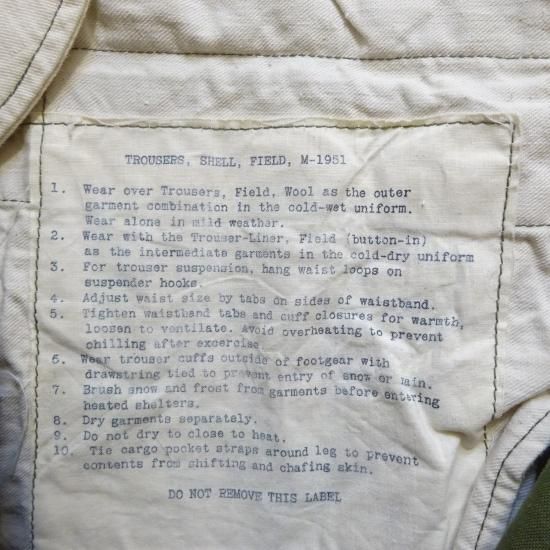 TROUSERS, SHELL, FIELD, M-1951
1. Wear over Trousers, Field, Wool as the outer
garment combination in the cold-wet uniform.
Wear alone in mild weather.
2. Wear with the Trouser-Liner, Field (button-in)
as the intermediate garments in the cold-dry uniform
3. For trouser suspension, hang waist loops on
suspender hooks.
4. Adjust waist size by tabs on sides of waistband.
5. Tighten waistband tabs and cuff closures for warmth,
loosen to ventilate. Avoid overheating to prevent
chilling after excercise.
6. Wear trouser cuffs outside of footgear with
drawstring tied to prevent entry of snow or rain.
7. Brush snow and frost from garments before entering
heated shelters.
8. Dry garments separately.
9. Do not dry to close to heat.
10. Tie cargo pocket straps around leg to prevent
contents from shifting and chafing skin.
DO NOT REMOVE THIS LABEL